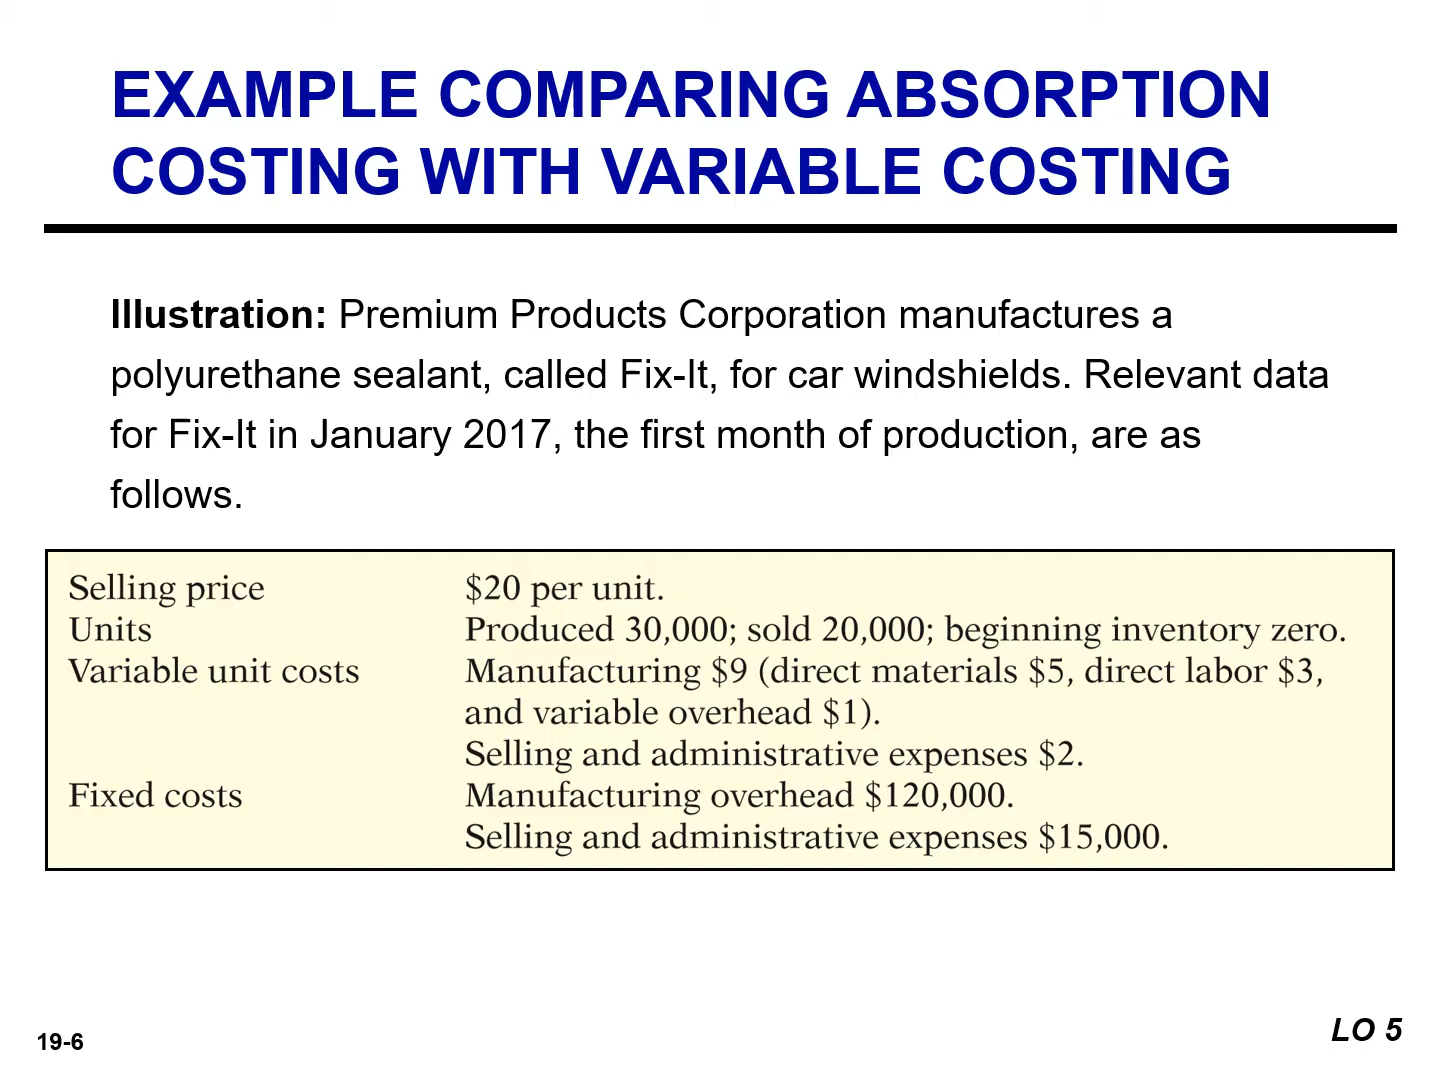 EXAMPLE COMPARING ABSORPTION
COSTING WITH VARIABLE COSTING
Illustration: Premium Products Corporation manufactures a
polyurethane sealant, called Fix-It, for car windshields. Relevant data
for Fix-It in January 2017, the first month of production, are as
follows.
Selling price $20 per unit.
Units Produced 30,000; sold 20,000; beginning inventory zero.
Variable unit costs Manufacturing $9 (direct materials $5, direct labor $3,
and variable overhead $1).
Selling and administrative expenses $2.
Fixed costs Manufacturing overhead $120,000.
Selling and administrative expenses $15,000.
19-6
LO 5